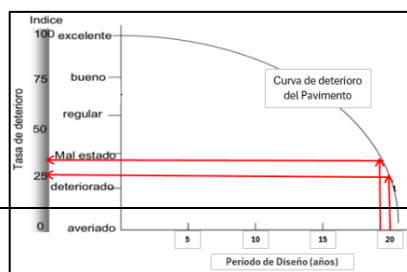 Indice
100 excelente
75 bueno
regular
50
Mal estado
25 deteriorado
0 averiado
Tasa de deterioro
Curva de deterioro
del Pavimento
5 10 15 20
Periodo de Diseño (años)